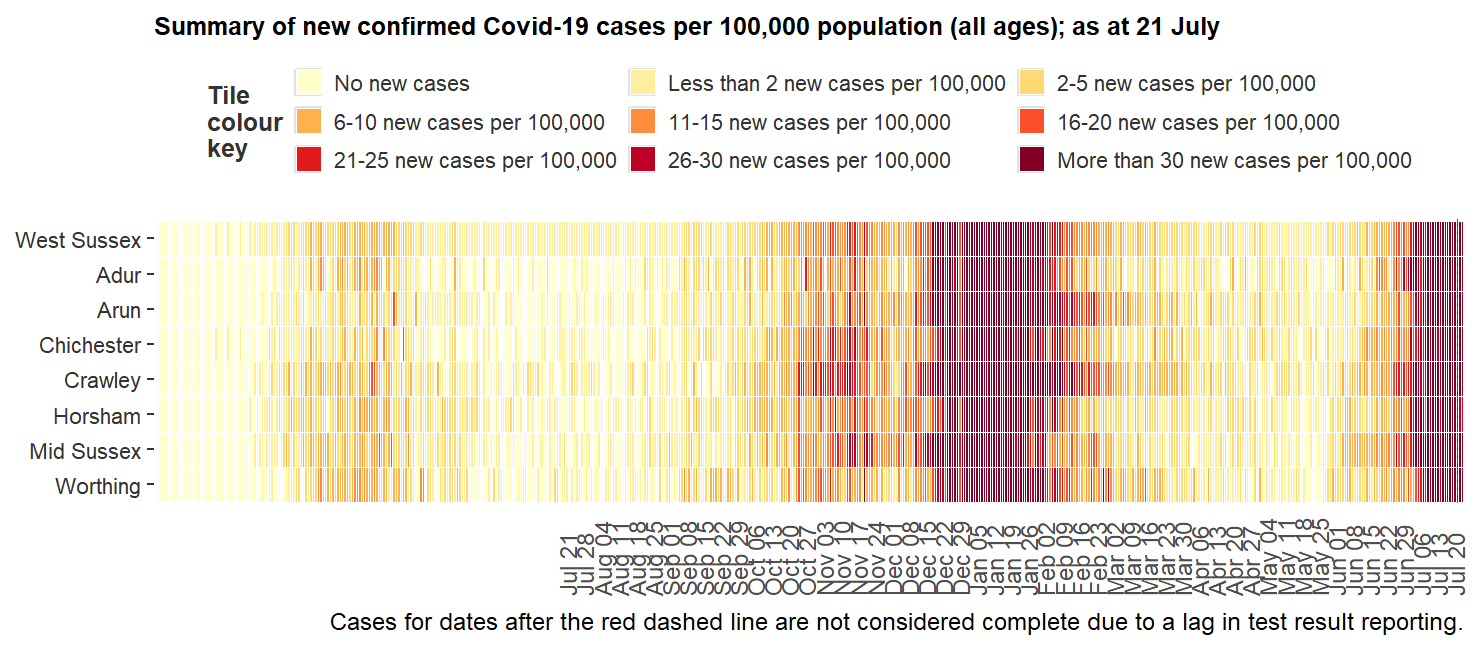 Summary of new confirmed Covid-19 cases per 100,000 population (all ages); as at 21 July
Tile colour key
No new cases
Less than 2 new cases per 100,000
2-5 new cases per 100,000
6-10 new cases per 100,000
11-15 new cases per 100,000
16-20 new cases per 100,000
21-25 new cases per 100,000
26-30 new cases per 100,000
More than 30 new cases per 100,000
West Sussex
Adur
Arun
Chichester
Crawley
Horsham
Mid Sussex
Worthing
Jul 21
Jul 28
Aug 04
Aug 11
Aug 18
Aug 25
Sep 01
Sep 08
Sep 15
Sep 22
Sep 29
Oct 06
Oct 13
Oct 20
Oct 27
Nov 03
Nov 10
Nov 17
Nov 24
Dec 01
Dec 08
Dec 15
Dec 22
Dec 29
Jan 05
Jan 12
Jan 19
Jan 26
Feb 02
Feb 09
Feb 16
Feb 23
Mar 02
Mar 09
Mar 16
Mar 23
Mar 30
Apr 06
Apr 13
Apr 20
Apr 27
May 04
May 11
May 18
May 25
Jun 01
Jun 08
Jun 15
Jun 22
Jun 29
Jul 06
Jul 13
Jul 20
Cases for dates after the red dashed line are not considered complete due to a lag in test result reporting.